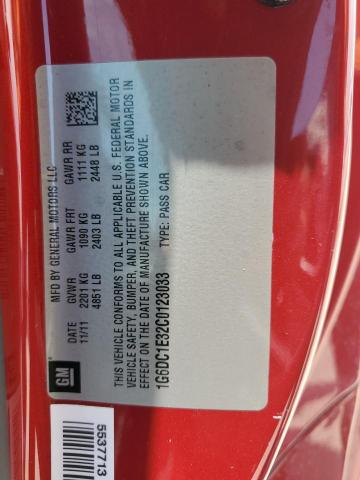 MFD BY GENERAL MOTORS LLC
DATE GVWR GAWR FRT GAWR RR
11/11 2201 KG 1090 KG 1111 KG
4851 LB 2403 LB 2448 LB
GM
THIS VEHICLE CONFORMS TO ALL APPLICABLE U.S. FEDERAL MOTOR
VEHICLE SAFETY, BUMPER, AND THEFT PREVENTION STANDARDS IN
EFFECT ON THE DATE OF MANUFACTURE SHOWN ABOVE.
1G6DC1E32C0123033 TYPE: PASS CAR
5537713